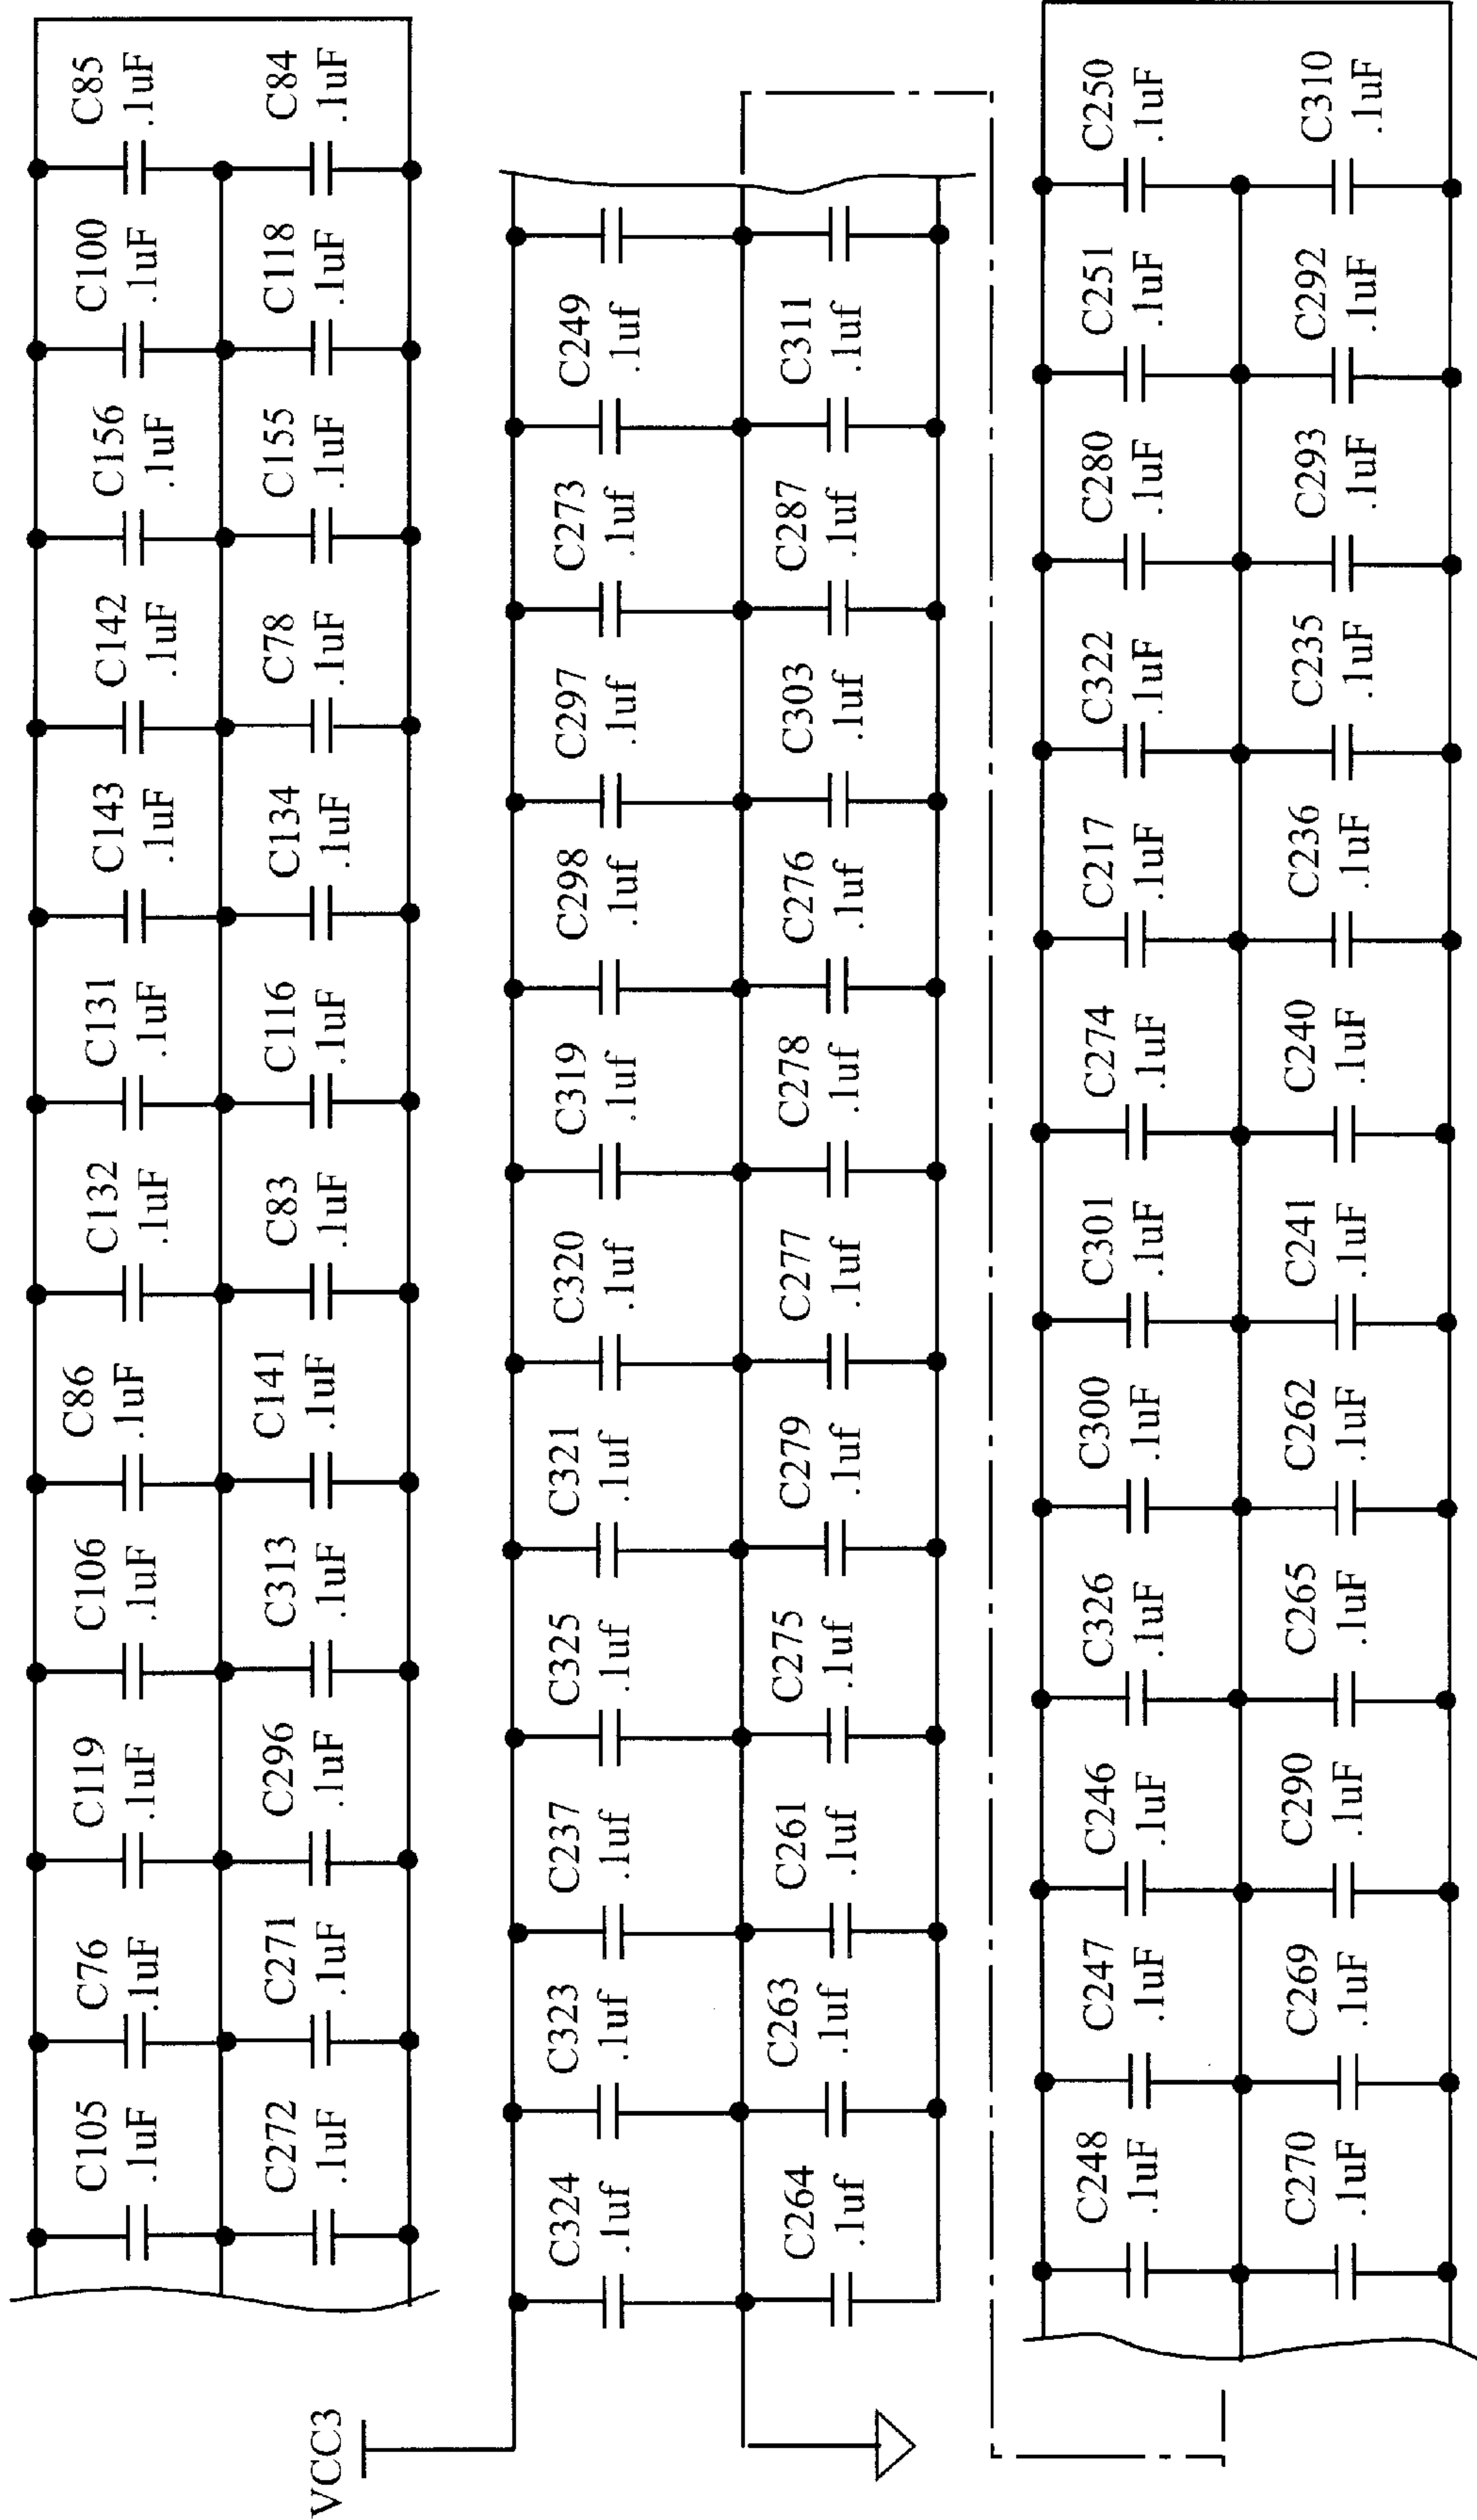 C105
.1uF
C76
.1uF
C119
.1uF
C106
.1uF
C86
.1uF
C132
.1uF
C131
.1uF
C143
.1uF
C142
.1uF
C156
.1uF
C100
.1uF
C85
.1uF
C272
.1uF
C271
.1uF
C296
.1uF
C313
.1uF
C141
.1uF
C83
.1uF
C116
.1uF
C134
.1uF
C78
.1uF
C155
.1uF
C118
.1uF
C84
.1uF
VCC3
C324
.1uf
C323
.1uf
C237
.1uf
C325
.1uf
C321
.1uf
C320
.1uf
C319
.1uf
C298
.1uf
C297
.1uf
C273
.1uf
C249
.1uf
C264
.1uf
C263
.1uf
C261
.1uf
C275
.1uf
C279
.1uf
C277
.1uf
C278
.1uf
C276
.1uf
C303
.1uf
C287
.1uf
C311
.1uf
C248
.1uF
C247
.1uF
C246
.1uF
C326
.1uF
C300
.1uF
C301
.1uF
C274
.1uF
C217
.1uF
C322
.1uF
C280
.1uF
C251
.1uF
C250
.1uF
C270
.1uF
C269
.1uF
C290
.1uF
C265
.1uF
C262
.1uF
C241
.1uF
C240
.1uF
C236
.1uF
C235
.1uF
C293
.1uF
C292
.1uF
C310
.1uF